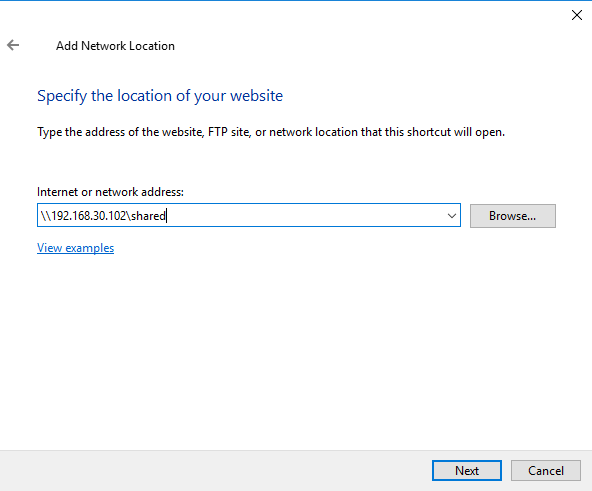 Add Network Location
Specify the location of your website
Type the address of the website, FTP site, or network location that this shortcut will open.
Internet or network address:
\\192.168.30.102\shared
Browse...
View examples
Next
Cancel